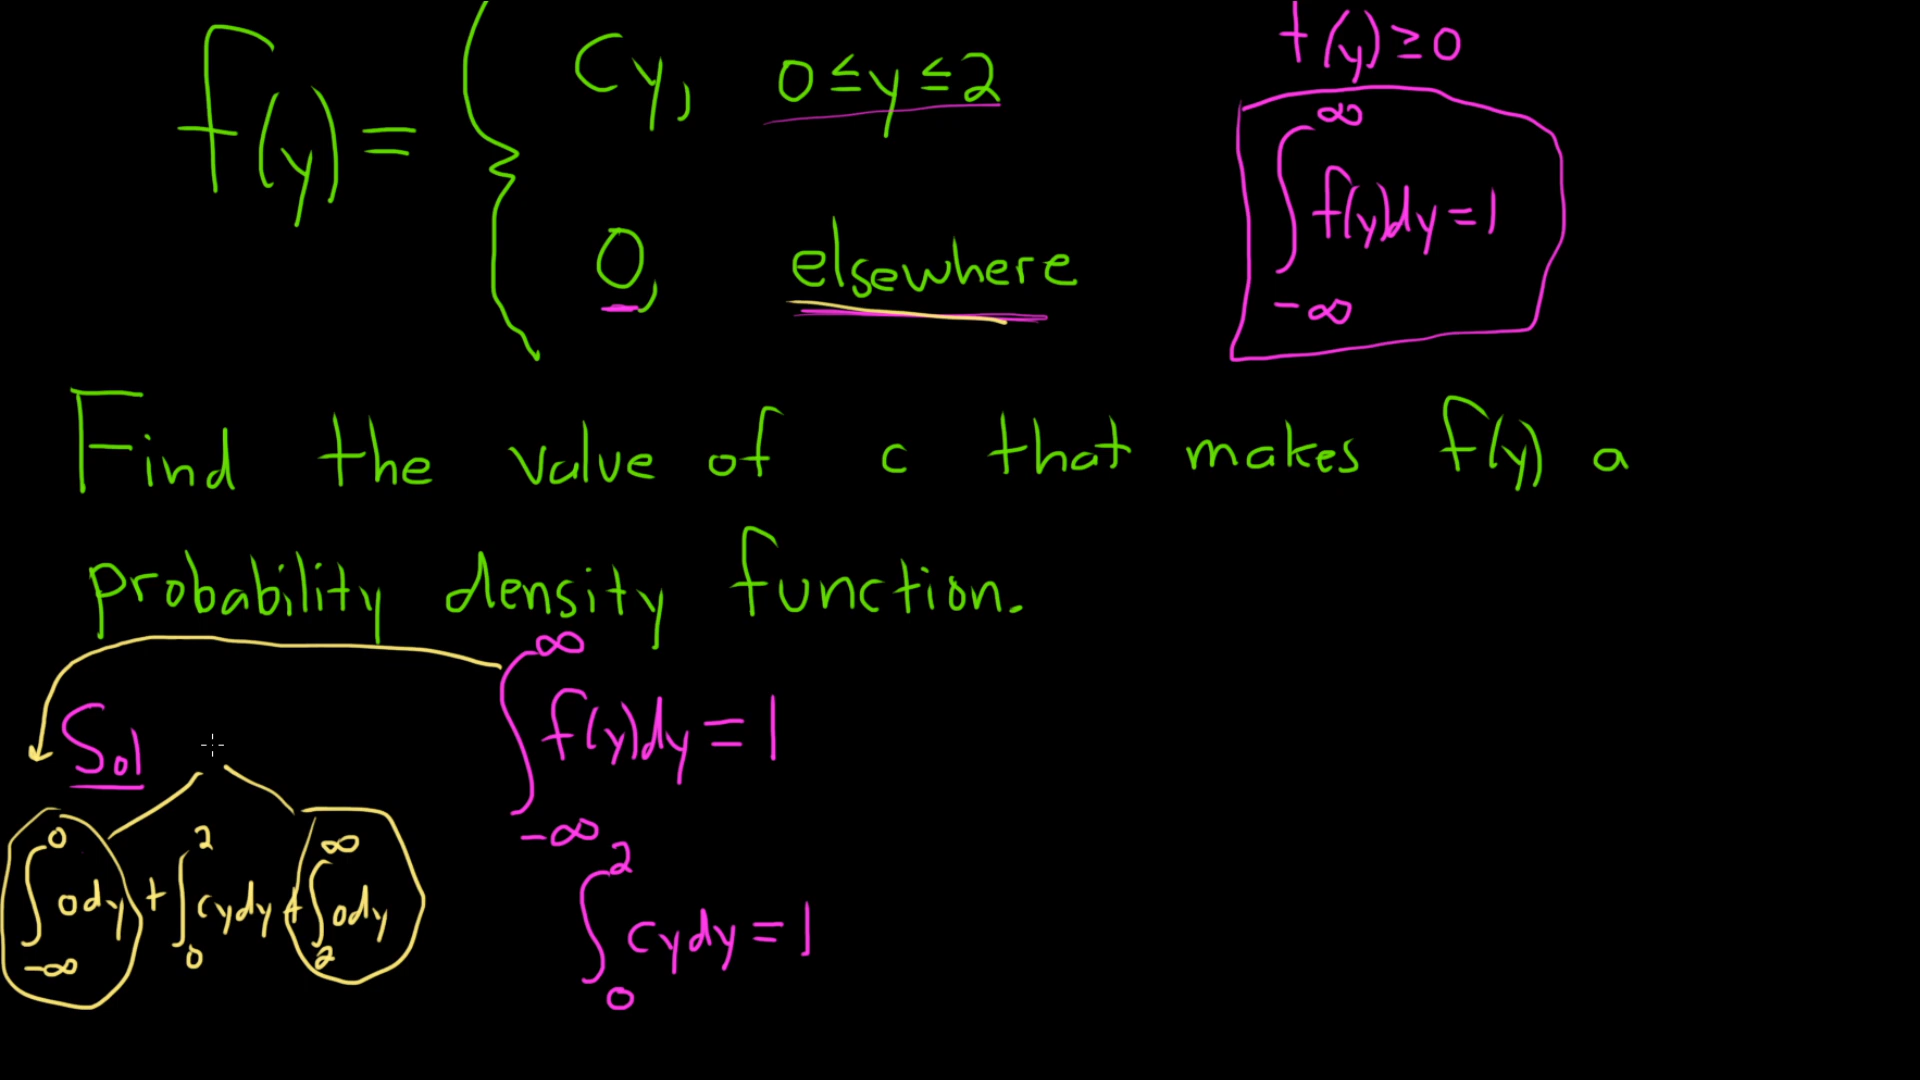 f(y) = { cy, 0 ≤ y ≤ 2
0, elsewhere
f(y) ≥ 0
∫_{-∞}^{∞} f(y)dy = 1
Find the value of c that makes f(y) a
probability density function.
Sol
∫_{-∞}^{∞} f(y)dy = 1
∫_{-∞}^{0} 0dy + ∫_{0}^{2} cydy + ∫_{2}^{∞} 0dy
∫_{0}^{2} cydy = 1